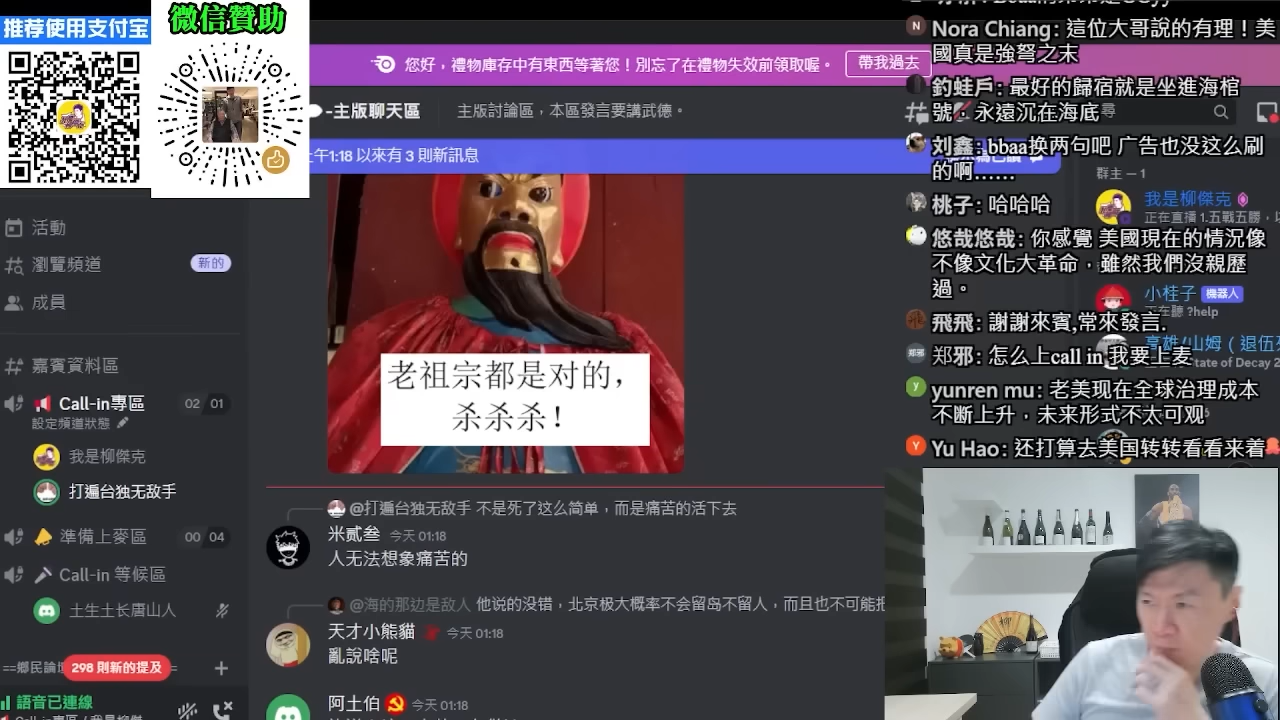 推荐使用支付宝
微信贊助
您好，禮物庫存中有東西等著您！別忘了在禮物失效前領取喔。
帶我過去
-主版聊天區
主版討論區，本區發言要講武德。
午1:18 以來有 3 則新訊息
活動
瀏覽頻道
新的
成員
嘉賓資料區
Call-in專區
02 01
設定頻道狀態
我是柳傑克
打遍台独无敌手
準備上麥區
00 04
Call-in 等候區
土生土长唐山人
298 則新的提及
語音已連線
老祖宗都是对的，
杀杀杀！
@打遍台独无敌手 不是死了这么简单，而是痛苦的活下去
米贰叁 今天 01:18
人无法想象痛苦的
@海的那边是敌人 他说的没错，北京极大概率不会留岛不留人，而且也不可能把
天才小熊貓 今天 01:18
亂說啥呢
阿土伯 今天 01:18
Nora Chiang: 這位大哥說的有理！美
國真是強弩之末
釣蛙戶: 最好的歸宿就是坐進海棺
號，永遠沉在海底
刘鑫: bbaa换两句吧 广告也没这么刷
的啊……
群主 — 1
我是柳傑克
桃子: 哈哈哈
悠哉悠哉: 你感覺 美國現在的情況像
不像文化大革命，雖然我們沒親歷
過。
小桂子 機器人
?help
飛飛: 謝謝來賓,常來發言.
郑邪: 怎么上call in 我要上麦
yunren mu: 老美现在全球治理成本
不断上升，未来形式不太可观
Yu Hao: 还打算去美国转转看看来着